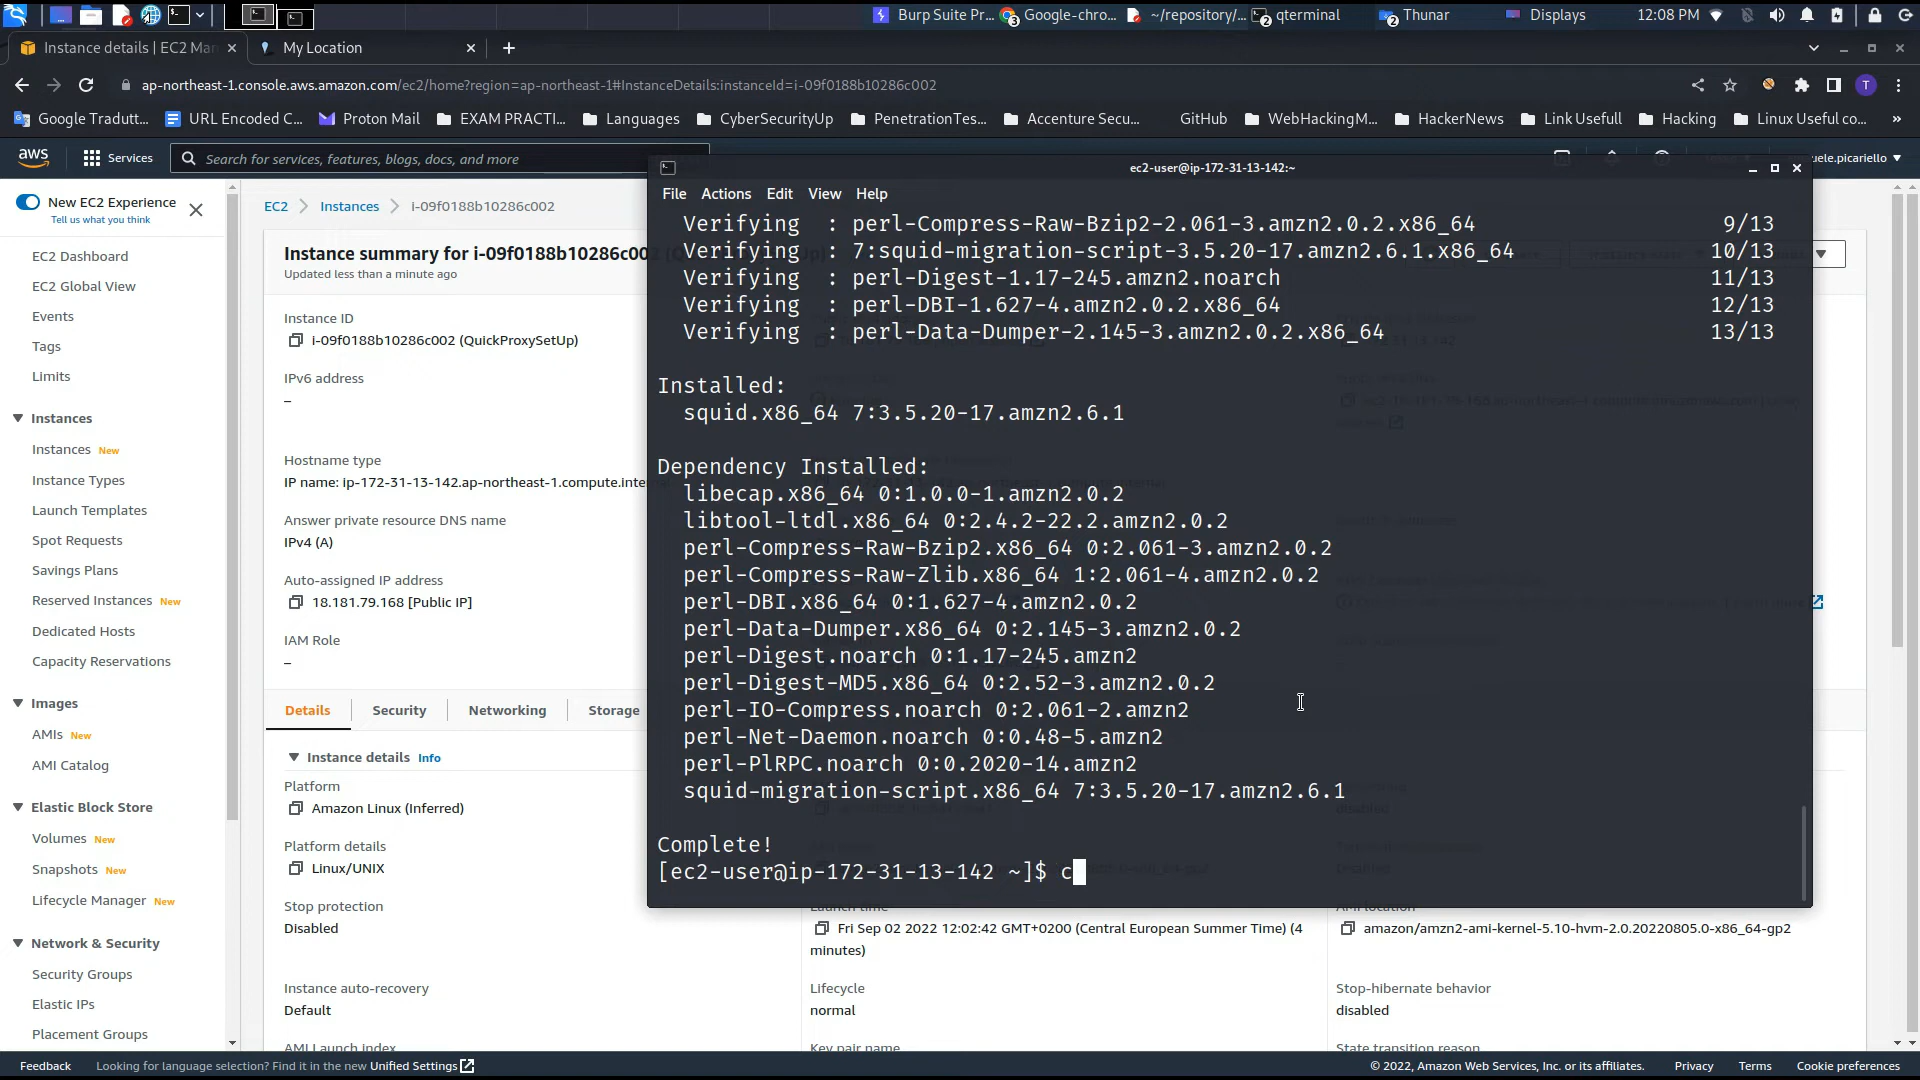 Burp Suite Pr...
Google-chro...
~/repository/...
qterminal
Thunar
Displays
12:08 PM
Instance details | EC2 Man
My Location
ap-northeast-1.console.aws.amazon.com/ec2/home?region=ap-northeast-1#InstanceDetails:instanceId=i-09f0188b10286c002
T
Google Tradutt...
URL Encoded C...
Proton Mail
EXAM PRACTI...
Languages
CyberSecurityUp
PenetrationTes...
Accenture Secu...
GitHub
WebHackingM...
HackerNews
Link Usefull
Hacking
Linux Useful co...
»
aws
Services
Search for services, features, blogs, docs, and more
uele.picariello
New EC2 Experience
Tell us what you think
EC2 Dashboard
EC2 Global View
Events
Tags
Limits
Instances
Instances New
Instance Types
Launch Templates
Spot Requests
Savings Plans
Reserved Instances New
Dedicated Hosts
Capacity Reservations
Images
AMIs New
AMI Catalog
Elastic Block Store
Volumes New
Snapshots New
Lifecycle Manager New
Network & Security
Security Groups
Elastic IPs
Placement Groups
EC2
Instances
i-09f0188b10286c002
Instance summary for i-09f0188b10286c00
Updated less than a minute ago
Instance ID
i-09f0188b10286c002 (QuickProxySetUp)
IPv6 address
–
Hostname type
IP name: ip-172-31-13-142.ap-northeast-1.compute.inte
Answer private resource DNS name
IPv4 (A)
Auto-assigned IP address
18.181.79.168 [Public IP]
IAM Role
–
Details
Security
Networking
Storage
Instance details Info
Platform
Amazon Linux (Inferred)
Platform details
Linux/UNIX
Stop protection
Disabled
Instance auto-recovery
Default
AMI Launch index
ec2-user@ip-172-31-13-142:~
File Actions Edit View Help
Verifying : perl-Compress-Raw-Bzip2-2.061-3.amzn2.0.2.x86_64 9/13
Verifying : 7:squid-migration-script-3.5.20-17.amzn2.6.1.x86_64 10/13
Verifying : perl-Digest-1.17-245.amzn2.noarch 11/13
Verifying : perl-DBI-1.627-4.amzn2.0.2.x86_64 12/13
Verifying : perl-Data-Dumper-2.145-3.amzn2.0.2.x86_64 13/13
Installed:
squid.x86_64 7:3.5.20-17.amzn2.6.1
Dependency Installed:
libecap.x86_64 0:1.0.0-1.amzn2.0.2
libtool-ltdl.x86_64 0:2.4.2-22.2.amzn2.0.2
perl-Compress-Raw-Bzip2.x86_64 0:2.061-3.amzn2.0.2
perl-Compress-Raw-Zlib.x86_64 1:2.061-4.amzn2.0.2
perl-DBI.x86_64 0:1.627-4.amzn2.0.2
perl-Data-Dumper.x86_64 0:2.145-3.amzn2.0.2
perl-Digest.noarch 0:1.17-245.amzn2
perl-Digest-MD5.x86_64 0:2.52-3.amzn2.0.2
perl-IO-Compress.noarch 0:2.061-2.amzn2
perl-Net-Daemon.noarch 0:0.48-5.amzn2
perl-PlRPC.noarch 0:0.2020-14.amzn2
squid-migration-script.x86_64 7:3.5.20-17.amzn2.6.1
Complete!
[ec2-user@ip-172-31-13-142 ~]$ c
Launch time
Fri Sep 02 2022 12:02:42 GMT+0200 (Central European Summer Time) (4
minutes)
Lifecycle
normal
Key pair name
AMI location
amazon/amzn2-ami-kernel-5.10-hvm-2.0.20220805.0-x86_64-gp2
Stop-hibernate behavior
disabled
State transition reason
Feedback
Looking for language selection? Find it in the new Unified Settings
© 2022, Amazon Web Services, Inc. or its affiliates.
Privacy
Terms
Cookie preferences